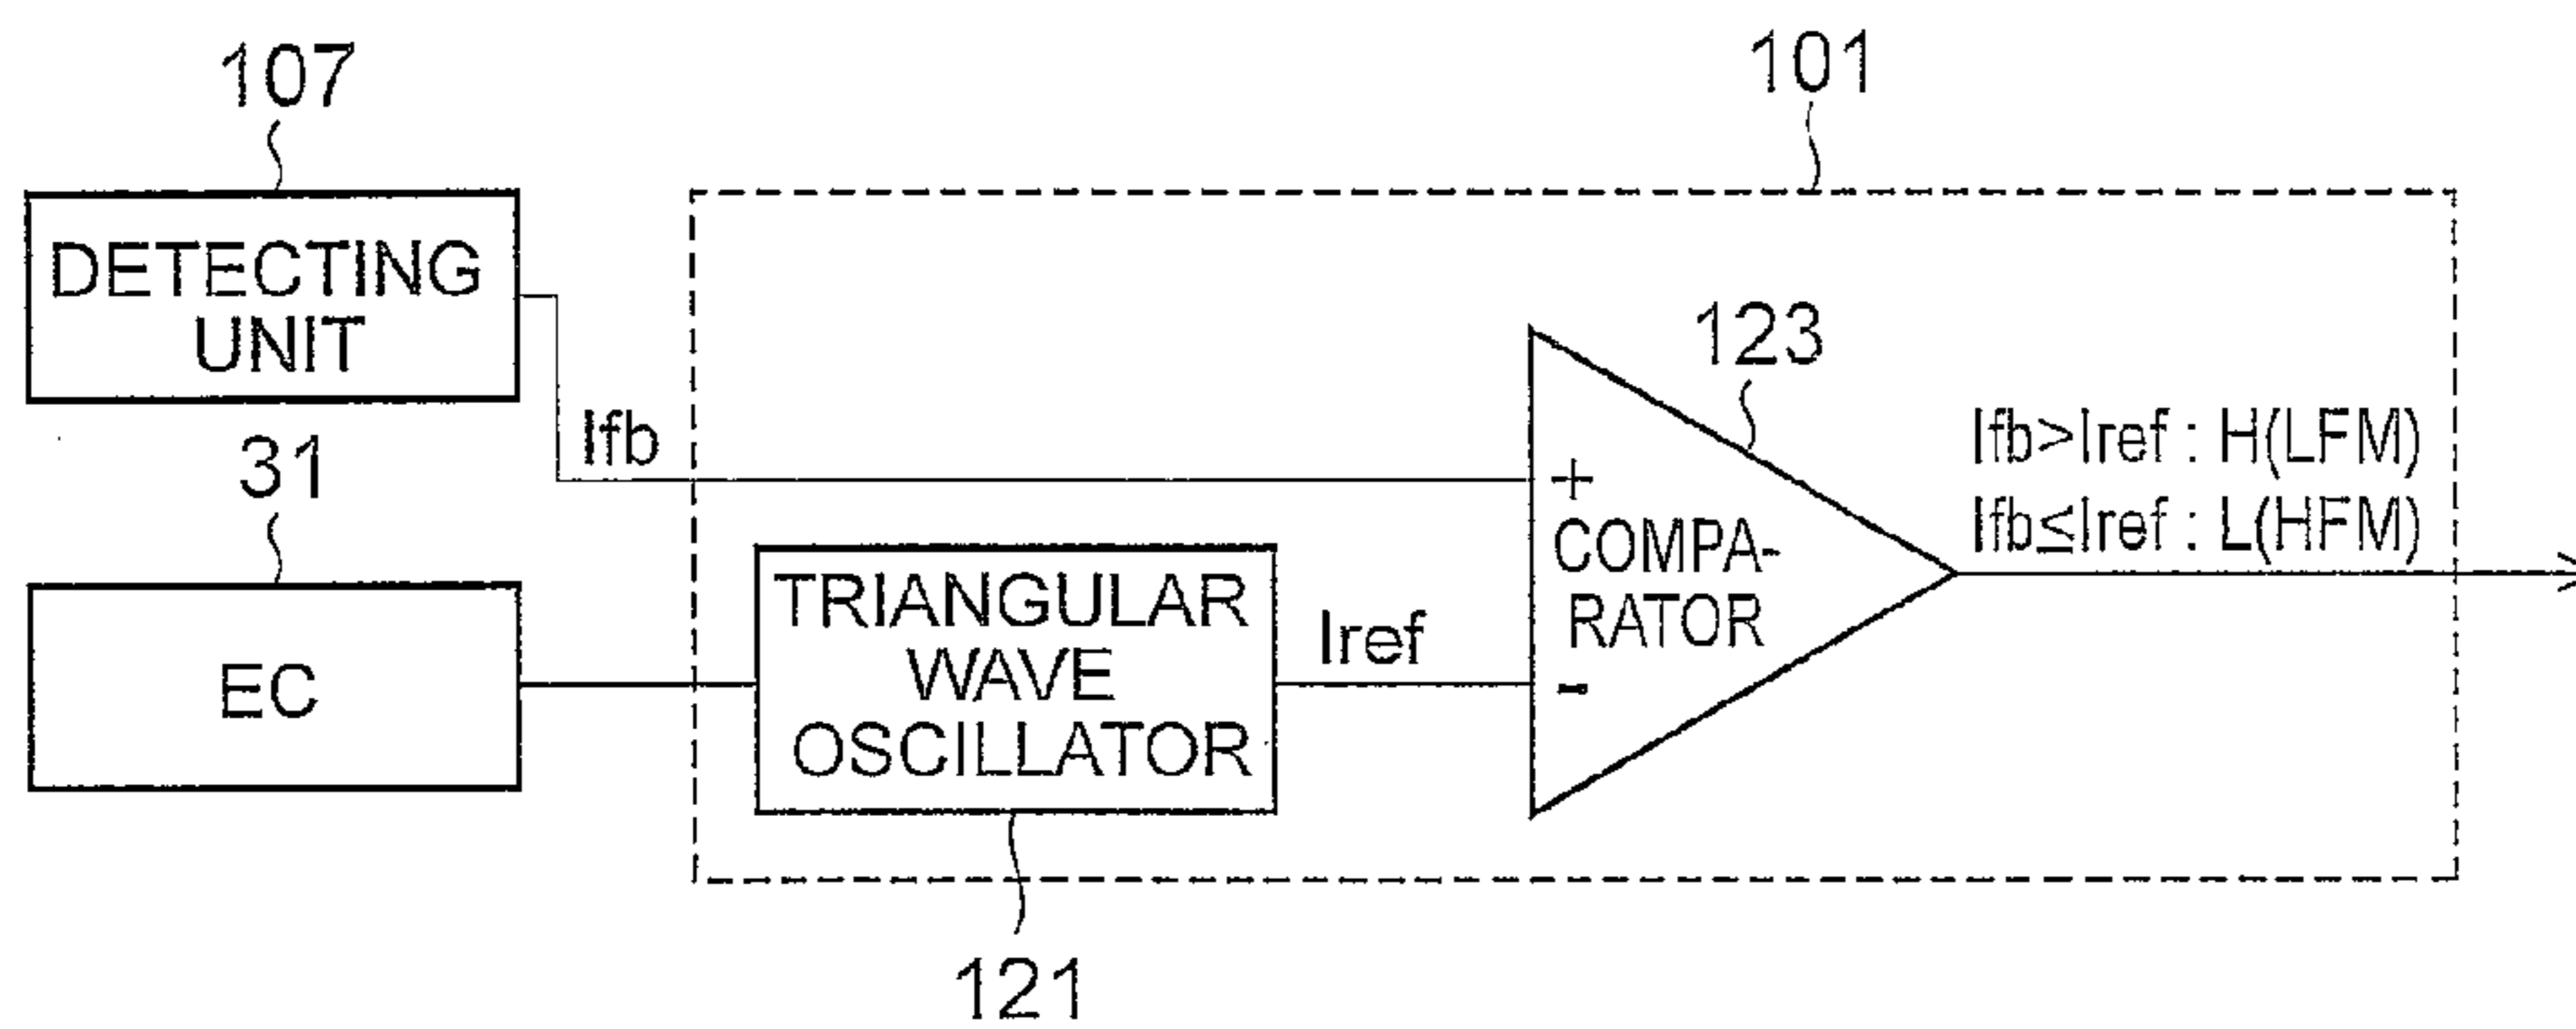 107
101
DETECTING
UNIT
123
Ifb
31
Ifb>Iref : H(LFM)
Ifb≤Iref : L(HFM)
+
COMPA-
RATOR
-
TRIANGULAR
WAVE
OSCILLATOR
Iref
EC
121